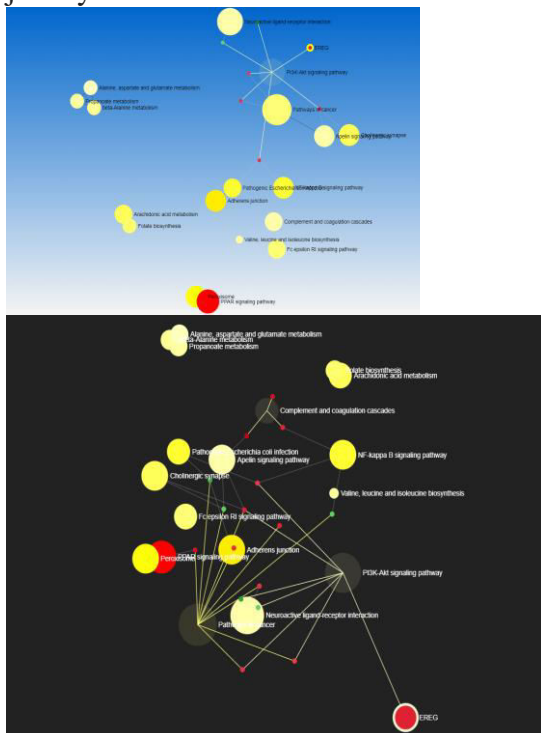 Neuroactive ligand-receptor interaction
EREG
PI3K-Akt signaling pathway
Alanine, aspartate and glutamate metabolism
Propanoate metabolism
beta-Alanine metabolism
Pathways in cancer
Apelin signaling pathway
synapse
Pathogenic Escherichia
signaling pathway
Adherens junction
Arachidonic acid metabolism
Folate biosynthesis
Complement and coagulation cascades
Valine, leucine and isoleucine biosynthesis
Fc epsilon RI signaling pathway
PPAR signaling pathway
Alanine, aspartate and glutamate metabolism
beta-Alanine metabolism
Propanoate metabolism
Folate biosynthesis
Arachidonic acid metabolism
Complement and coagulation cascades
Pathogenic Escherichia coli infection
Apelin signaling pathway
NF-kappa B signaling pathway
Cholinergic synapse
Valine, leucine and isoleucine biosynthesis
Fc epsilon RI signaling pathway
Adherens junction
Peroxisome
PPAR signaling pathway
PI3K-Akt signaling pathway
Neuroactive ligand-receptor interaction
Pathways in cancer
EREG